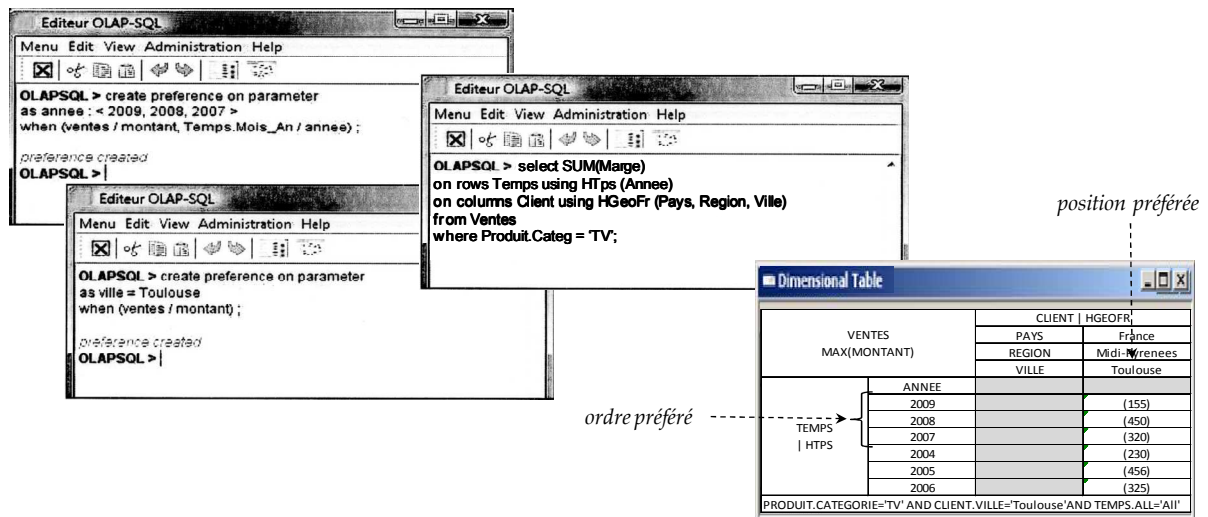 Editeur OLAP-SQL
Menu Edit View Administration Help
OLAPSQL > create preference on parameter
as annee : < 2009, 2008, 2007 >
when (ventes / montant, Temps.Mois_An / annee) ;
preference created
OLAPSQL >
Editeur OLAP-SQL
Menu Edit View Administration Help
OLAPSQL > create preference on parameter
as ville = Toulouse
when (ventes / montant) ;
preference created
OLAPSQL >
Editeur OLAP-SQL
Menu Edit View Administration Help
OLAPSQL > select SUM(Marge)
on rows Temps using HTps (Annee)
on columns Client using HGeoFr (Pays, Region, Ville)
from Ventes
where Produit.Categ = 'TV';
position préférée
ordre préféré
Dimensional Table
VENTES
MAX(MONTANT)
CLIENT | HGEOFR
PAYS France
REGION Midi-Pyrenees
VILLE Toulouse
TEMPS
| HTPS
ANNEE
2009 (155)
2008 (450)
2007 (320)
2004 (230)
2005 (456)
2006 (325)
PRODUIT.CATEGORIE='TV' AND CLIENT.VILLE='Toulouse'AND TEMPS.ALL='All'